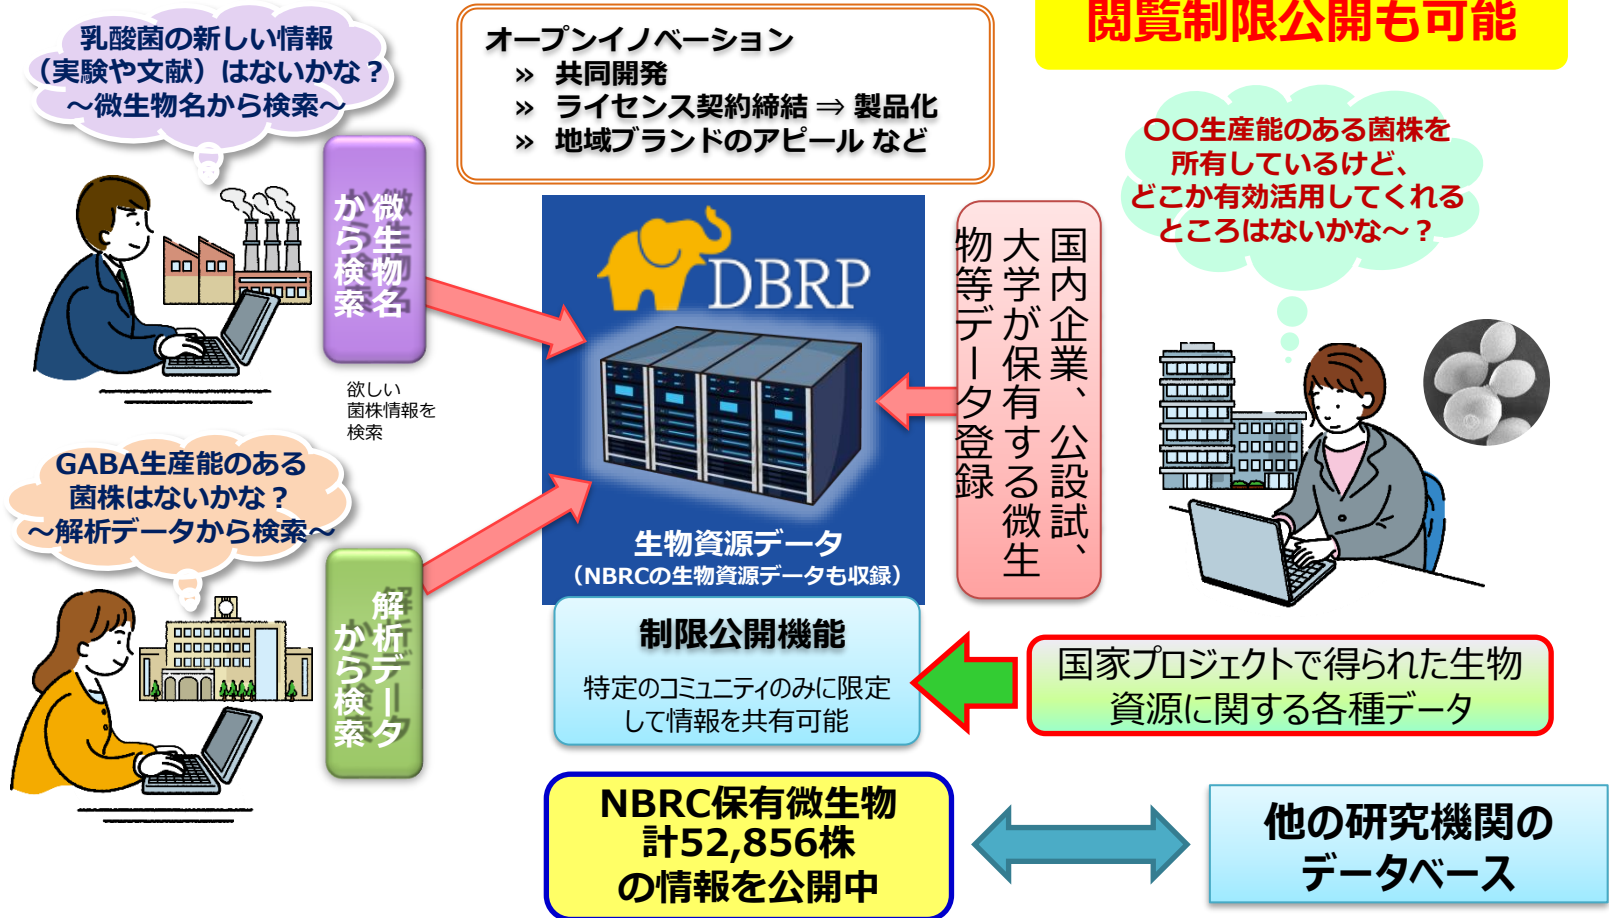 閲覧制限公開も可能
乳酸菌の新しい情報
（実験や文献）はないかな？
～微生物名から検索～
オープンイノベーション
» 共同開発
» ライセンス契約締結 ⇒ 製品化
» 地域ブランドのアピール など
〇〇生産能のある菌株を
所有しているけど、
どこか有効活用してくれる
ところはないかな～？
微生物名
から検索
欲しい
菌株情報を
検索
DBRP
国内企業、公設試、
大学が保有する微生
物等データ登録
GABA生産能のある
菌株はないかな？
～解析データから検索～
解析データ
から検索
生物資源データ
（NBRCの生物資源データも収録）
制限公開機能
特定のコミュニティのみに限定
して情報を共有可能
国家プロジェクトで得られた生物
資源に関する各種データ
NBRC保有微生物
計52,856株
の情報を公開中
他の研究機関の
データベース